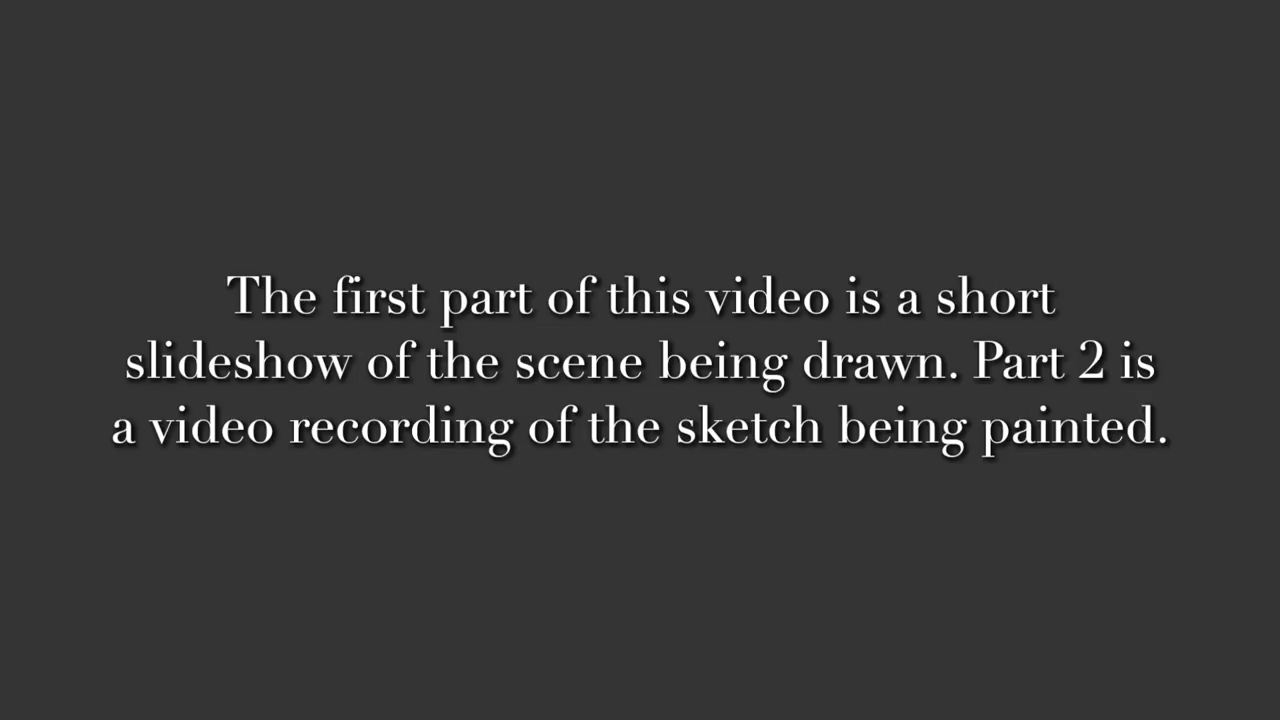 The first part of this video is a short
slideshow of the scene being drawn. Part 2 is
a video recording of the sketch being painted.